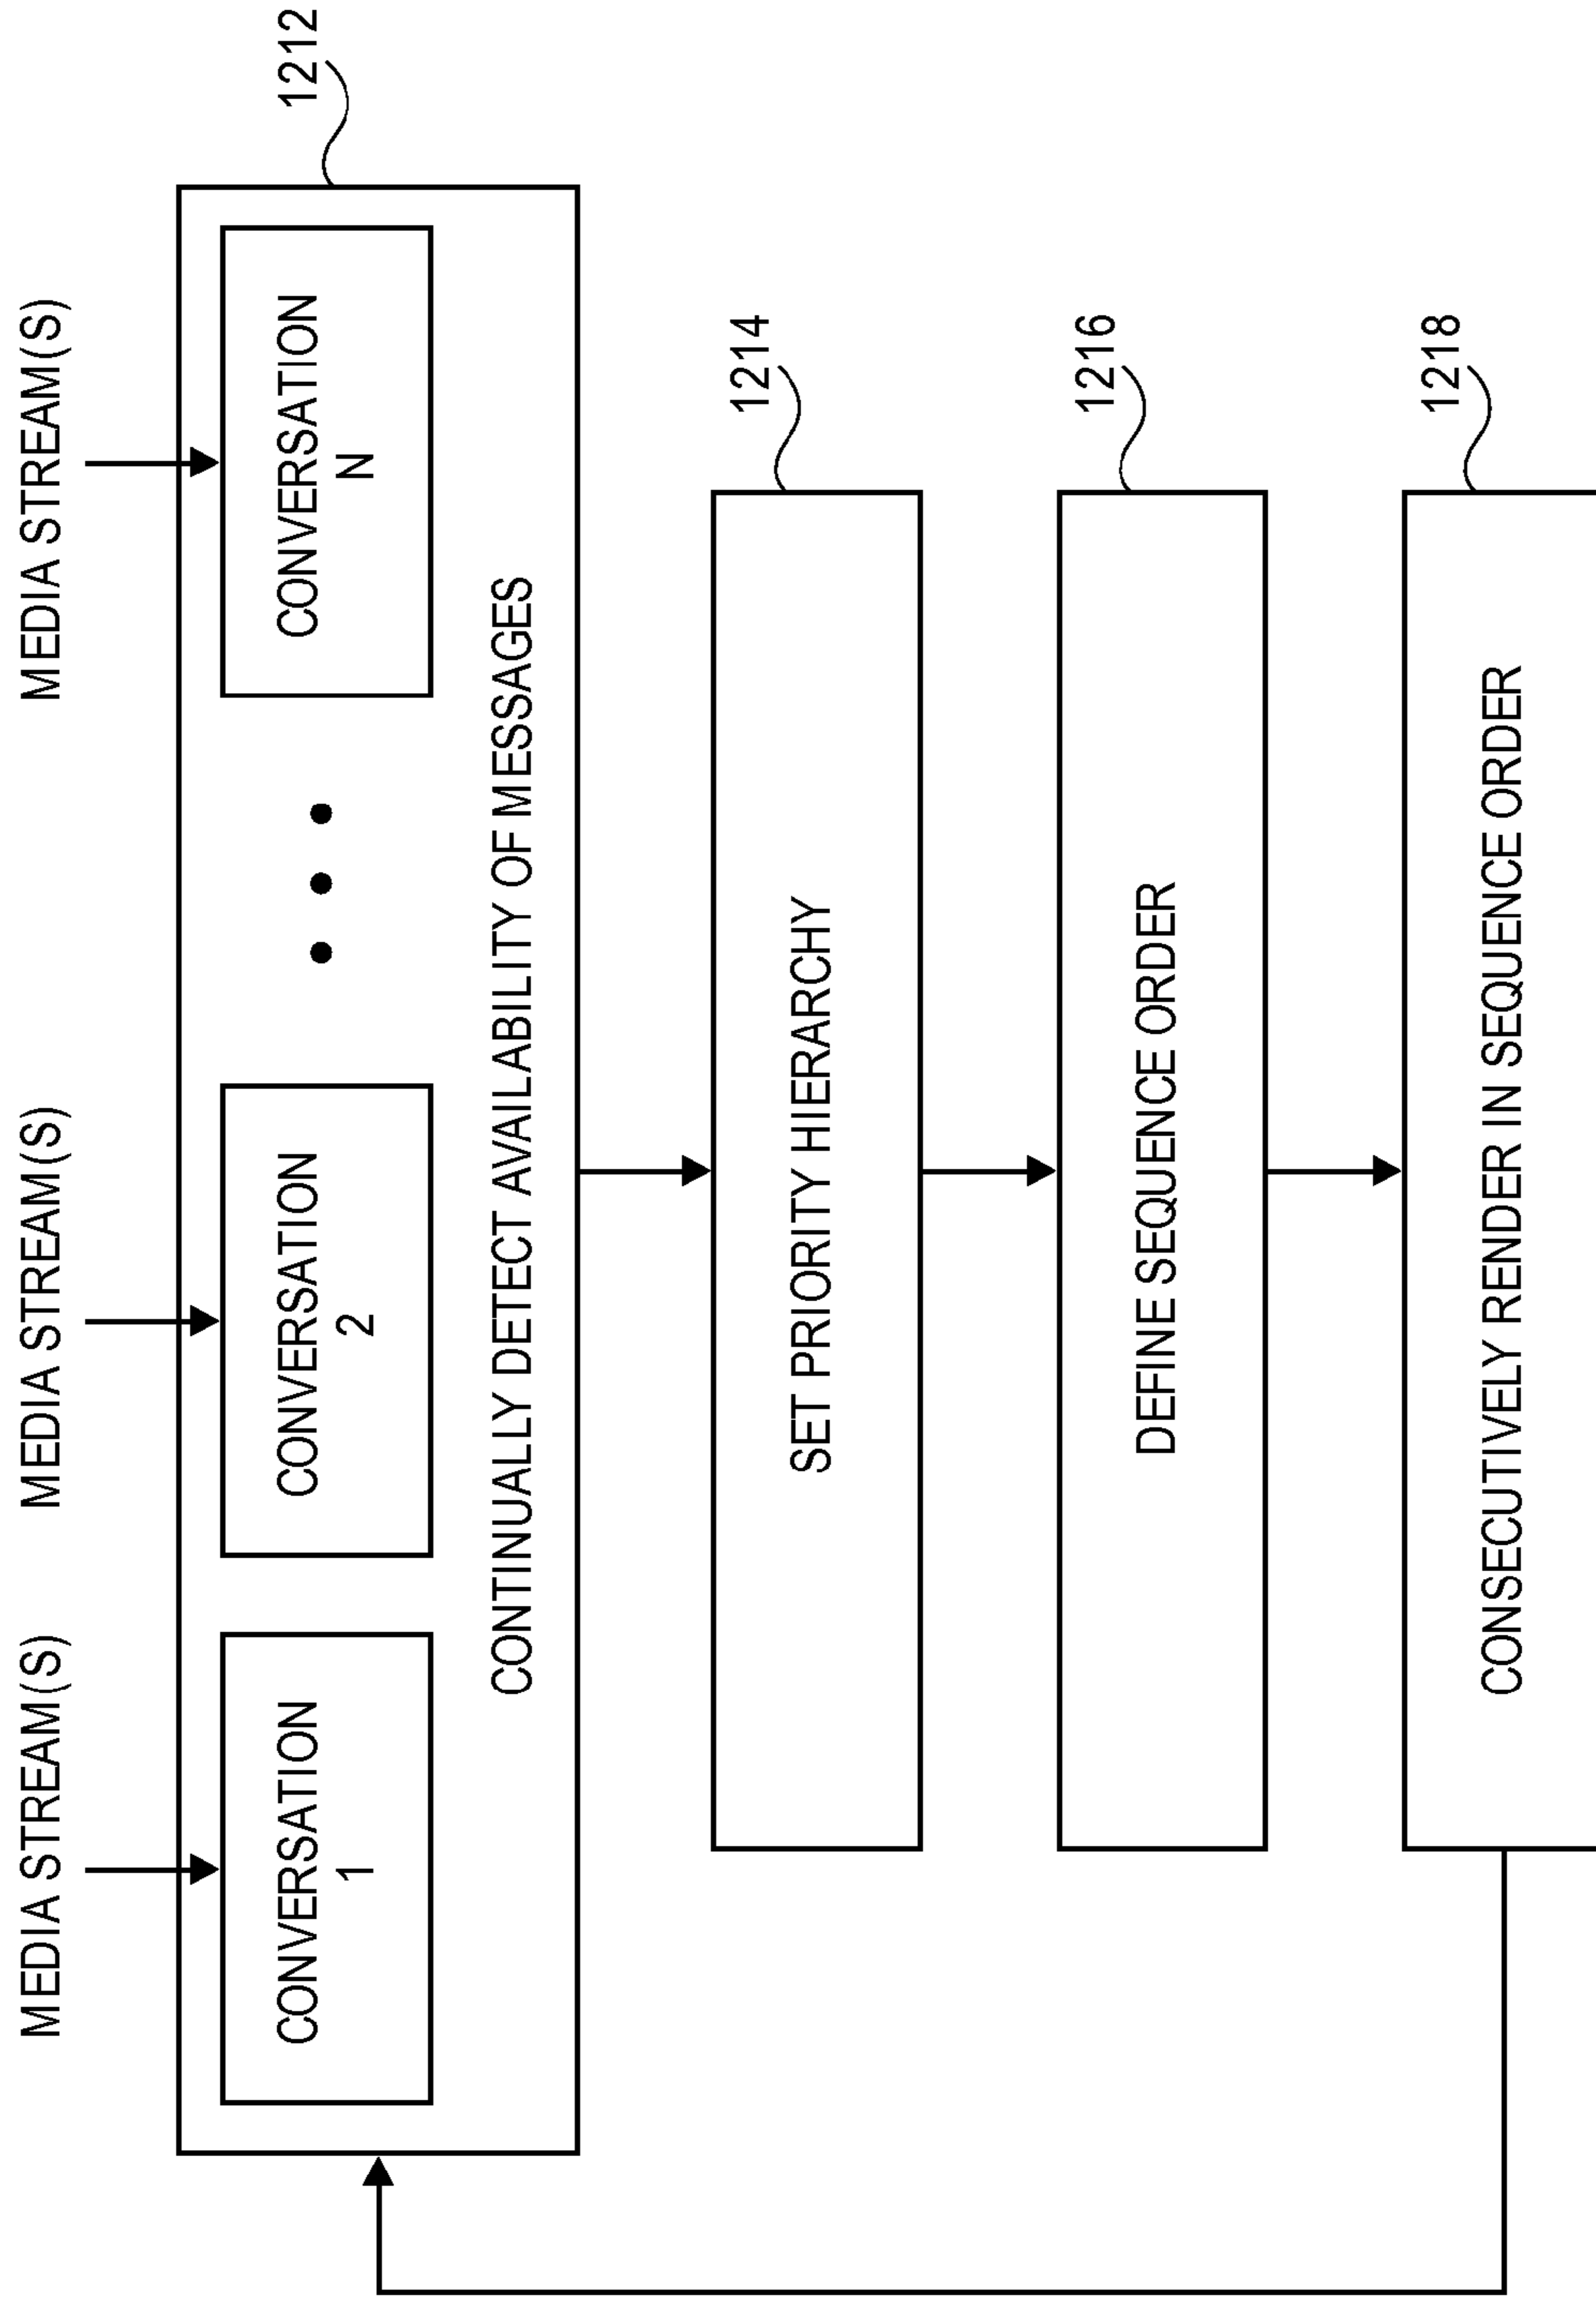 MEDIA STREAM(S)
MEDIA STREAM(S)
MEDIA STREAM(S)
1212
CONVERSATION
1
CONVERSATION
2
CONVERSATION
N
CONTINUALLY DETECT AVAILABILITY OF MESSAGES
1214
SET PRIORITY HIERARCHY
1216
DEFINE SEQUENCE ORDER
1218
CONSECUTIVELY RENDER IN SEQUENCE ORDER